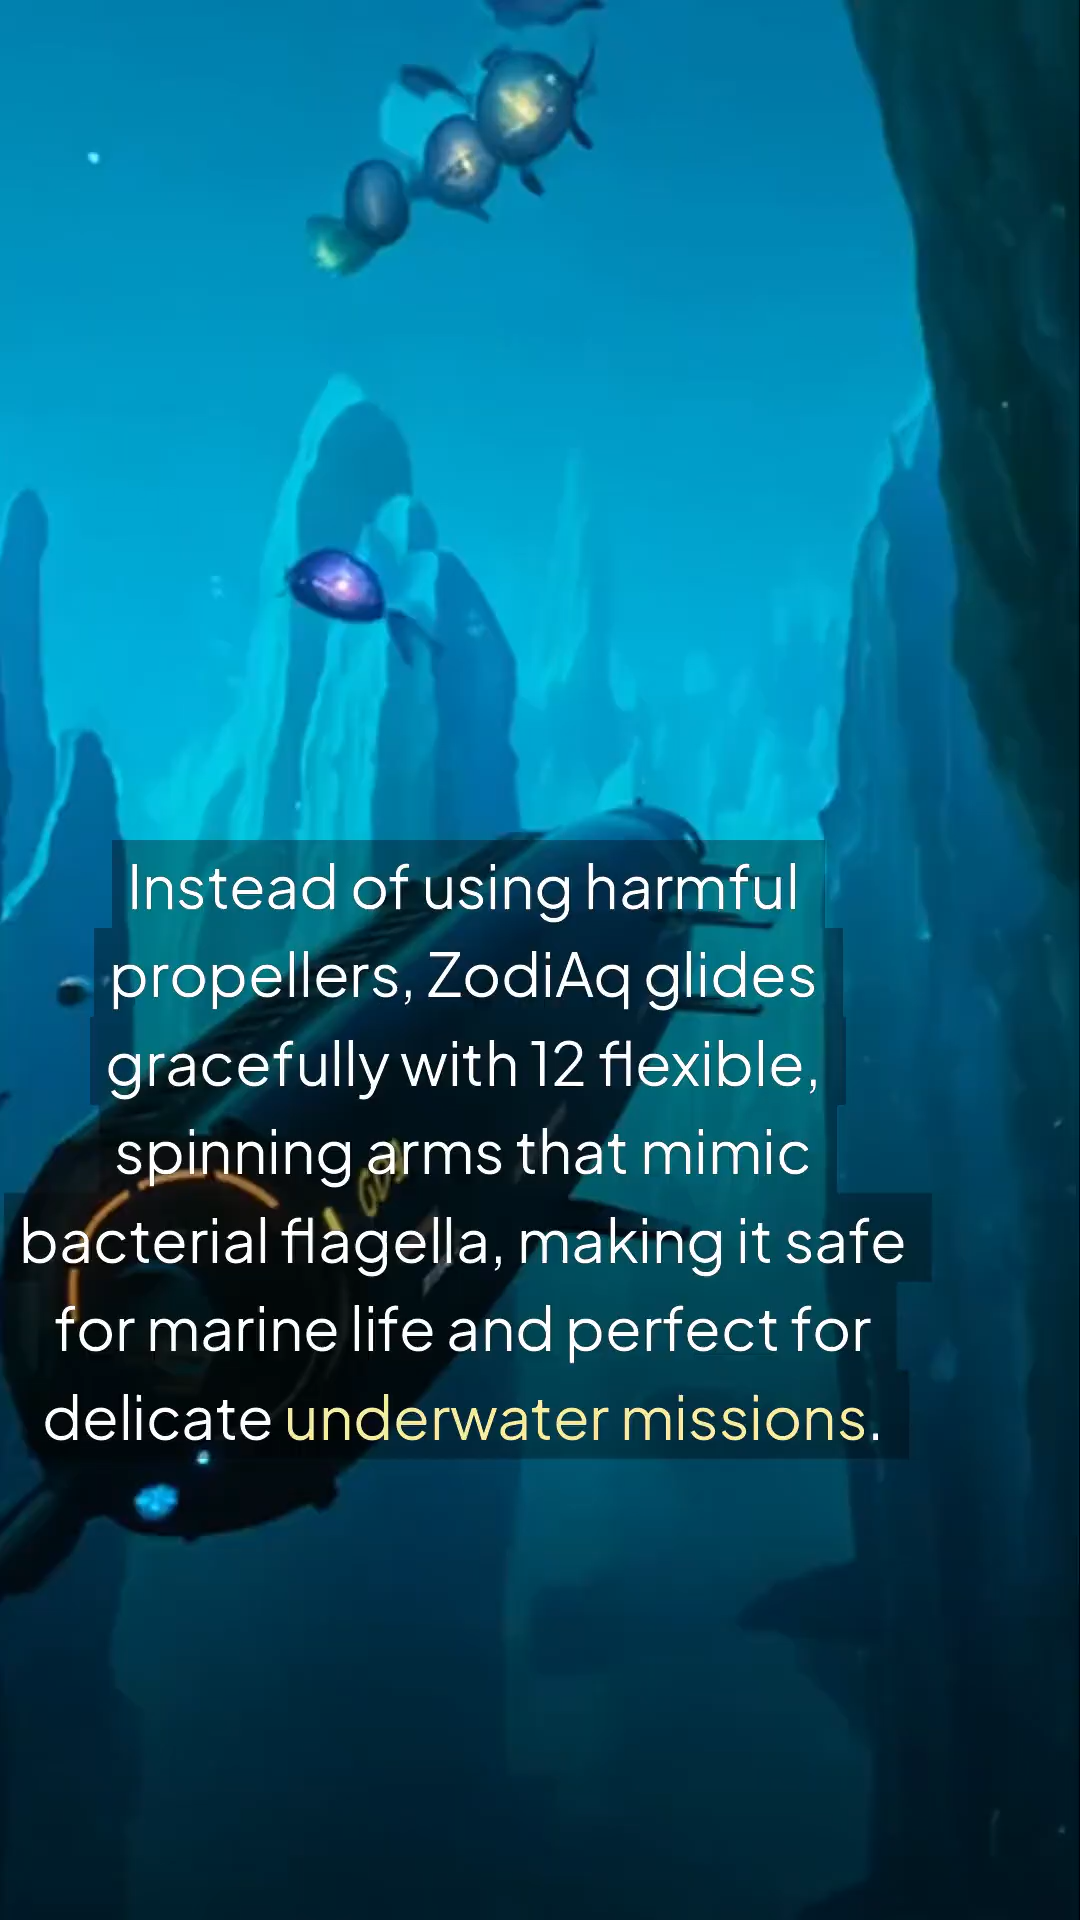 Instead of using harmful
propellers, ZodiAq glides
gracefully with 12 flexible,
spinning arms that mimic
bacterial flagella, making it safe
for marine life and perfect for
delicate underwater missions.